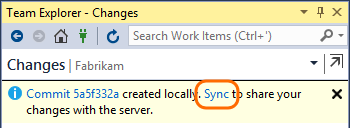 Team Explorer - Changes
Search Work Items (Ctrl+')
Changes | Fabrikam
Commit 5a5f332a created locally. Sync to share your
changes with the server.